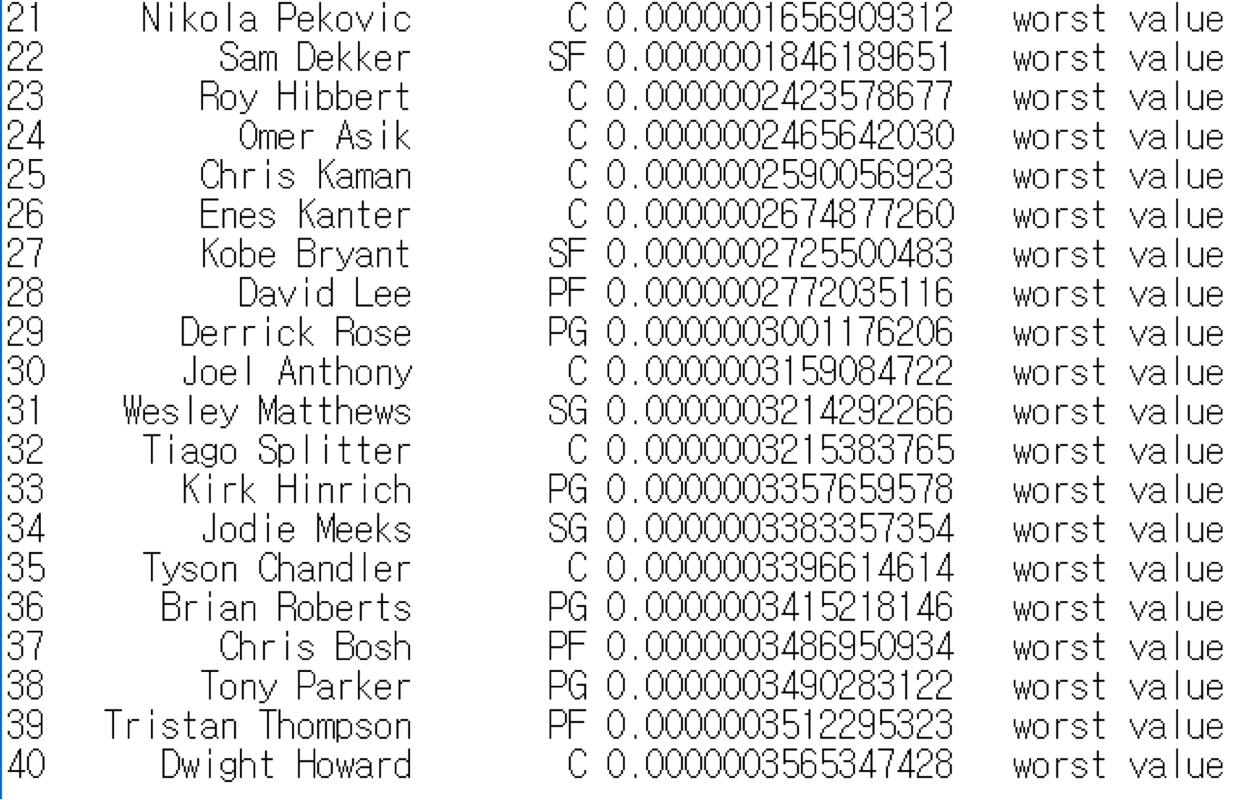 21 Nikola Pekovic C 0.0000001656909312 worst value
22 Sam Dekker SF 0.0000001846189651 worst value
23 Roy Hibbert C 0.0000002423578677 worst value
24 Omer Asik C 0.0000002465642030 worst value
25 Chris Kaman C 0.0000002590056923 worst value
26 Enes Kanter C 0.0000002674877260 worst value
27 Kobe Bryant SF 0.0000002725500483 worst value
28 David Lee PF 0.0000002772035116 worst value
29 Derrick Rose PG 0.0000003001176206 worst value
30 Joel Anthony C 0.0000003159084722 worst value
31 Wesley Matthews SG 0.0000003214292266 worst value
32 Tiago Splitter C 0.0000003215383765 worst value
33 Kirk Hinrich PG 0.0000003357659578 worst value
34 Jodie Meeks SG 0.0000003383357354 worst value
35 Tyson Chandler C 0.0000003396614614 worst value
36 Brian Roberts PG 0.0000003415218146 worst value
37 Chris Bosh PF 0.0000003486950934 worst value
38 Tony Parker PG 0.0000003490283122 worst value
39 Tristan Thompson PF 0.0000003512295323 worst value
40 Dwight Howard C 0.0000003565347428 worst value